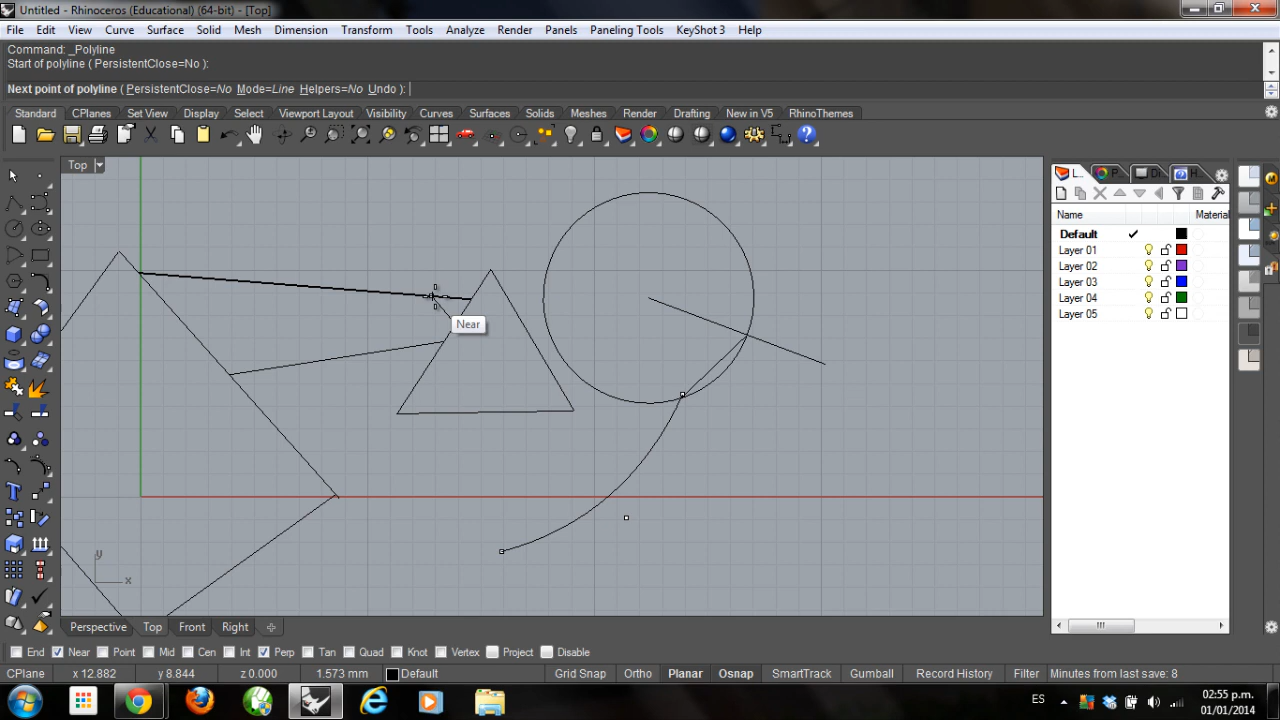 Untitled - Rhinoceros (Educational) (64-bit) - [Top]
File Edit View Curve Surface Solid Mesh Dimension Transform Tools Analyze Render Panels Paneling Tools KeyShot 3 Help
Command: _Polyline
Start of polyline ( PersistentClose=No ):
Next point of polyline ( PersistentClose=No Mode=Line Helpers=No Undo ):
Standard CPlanes Set View Display Select Viewport Layout Visibility Curves Surfaces Solids Meshes Render Drafting New in V5 RhinoThemes
Top
L...
Name Material
Default
Layer 01
Layer 02
Layer 03
Layer 04
Layer 05
Near
y
x
Perspective Top Front Right
End Near Point Mid Cen Int Perp Tan Quad Knot Vertex Project Disable
CPlane x 12.882 y 8.844 z 0.000 1.573 mm Default Grid Snap Ortho Planar Osnap SmartTrack Gumball Record History Filter Minutes from last save: 8
ES 02:55 p.m.
01/01/2014